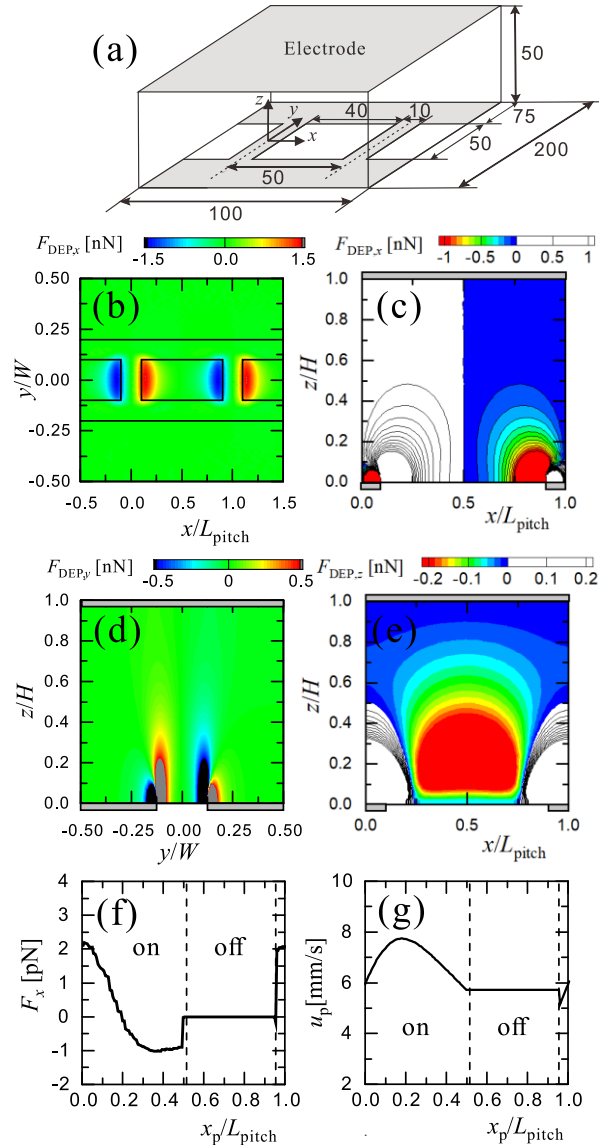 (a)
Electrode
50
z
y
x
40
10
75
50
50
200
100
F_DEP,x [nN]
-1.5 0.0 1.5
F_DEP,x [nN]
-1 -0.5 0 0.5 1
(b)
0.50
0.25
0.00
-0.25
-0.50
y/W
-0.5 0.0 0.5 1.0 1.5
x/L_pitch
(c)
1.0
0.8
0.6
0.4
0.2
0.0
z/H
0.0 0.5 1.0
x/L_pitch
F_DEP,y [nN]
-0.5 0 0.5
F_DEP,z [nN]
-0.2 -0.1 0 0.1 0.2
(d)
1.0
0.8
0.6
0.4
0.2
0.0
z/H
-0.50 -0.25 0.00 0.25 0.50
y/W
(e)
1.0
0.8
0.6
0.4
0.2
0.0
z/H
0.0 0.5 1.0
x/L_pitch
(f)
4
3
2
1
0
-1
-2
F_x [pN]
on
off
0.0 0.2 0.4 0.6 0.8 1.0
x_p/L_pitch
(g)
10
8
6
4
2
u_p[mm/s]
on
off
0.0 0.2 0.4 0.6 0.8 1.0
x_p/L_pitch